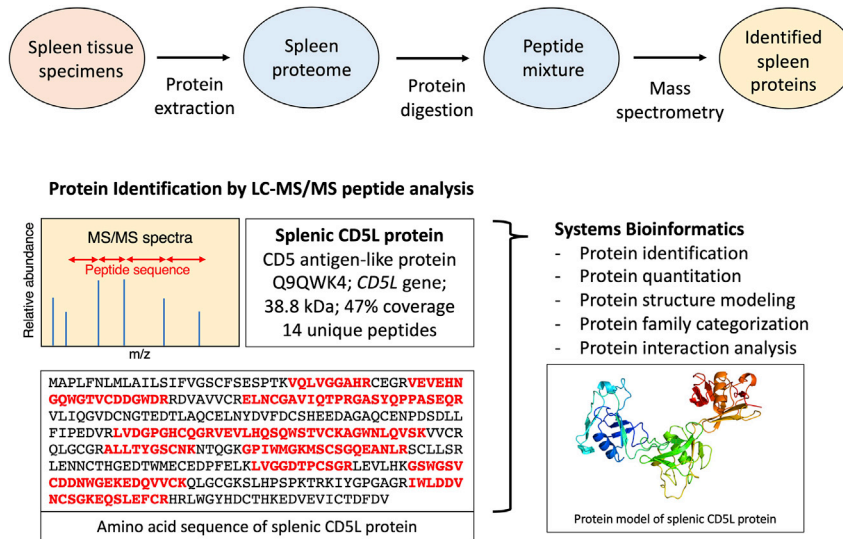 Spleen tissue
specimens
Protein
extraction
Spleen
proteome
Protein
digestion
Peptide
mixture
Mass
spectrometry
Identified
spleen
proteins
Protein Identification by LC-MS/MS peptide analysis
Relative abundance
MS/MS spectra
Peptide sequence
m/z
Splenic CD5L protein
CD5 antigen-like protein
Q9QWK4; CD5L gene;
38.8 kDa; 47% coverage
14 unique peptides
MAPLFNLMLAILSIFVGSCFSESPTKVQLVGGAHRCEGRVEVEHN
GQWGTVCDDGWDRRDVAVVCRELNCGAVIQTPRGASYQPPASEQR
VLIQGVDCNGTEDTLAQCELNYDVFDCSHEEDAGAQCENPDSDLL
FIPEDVRLVDGPGHCQGRVEVLHQSQWSTVCKAGWNLQVSKVVCR
QLGCGRALLTYGSCNKNTQGKGPIWMGKMSCSGQEANLRSCLLSR
LENNCTHGEDTWMECEDPFELKLVGGDTPCSGRLEVLHKGSWGSV
CDDNWGEKEDQVVCKQLGCGKSLHPSPKTRKIYGPGAGRIWLDDV
NCSGKEQSLEFCRHRLWGYHDCTHKEDVEVICTDFDV
Amino acid sequence of splenic CD5L protein
Systems Bioinformatics
- Protein identification
- Protein quantitation
- Protein structure modeling
- Protein family categorization
- Protein interaction analysis
Protein model of splenic CD5L protein